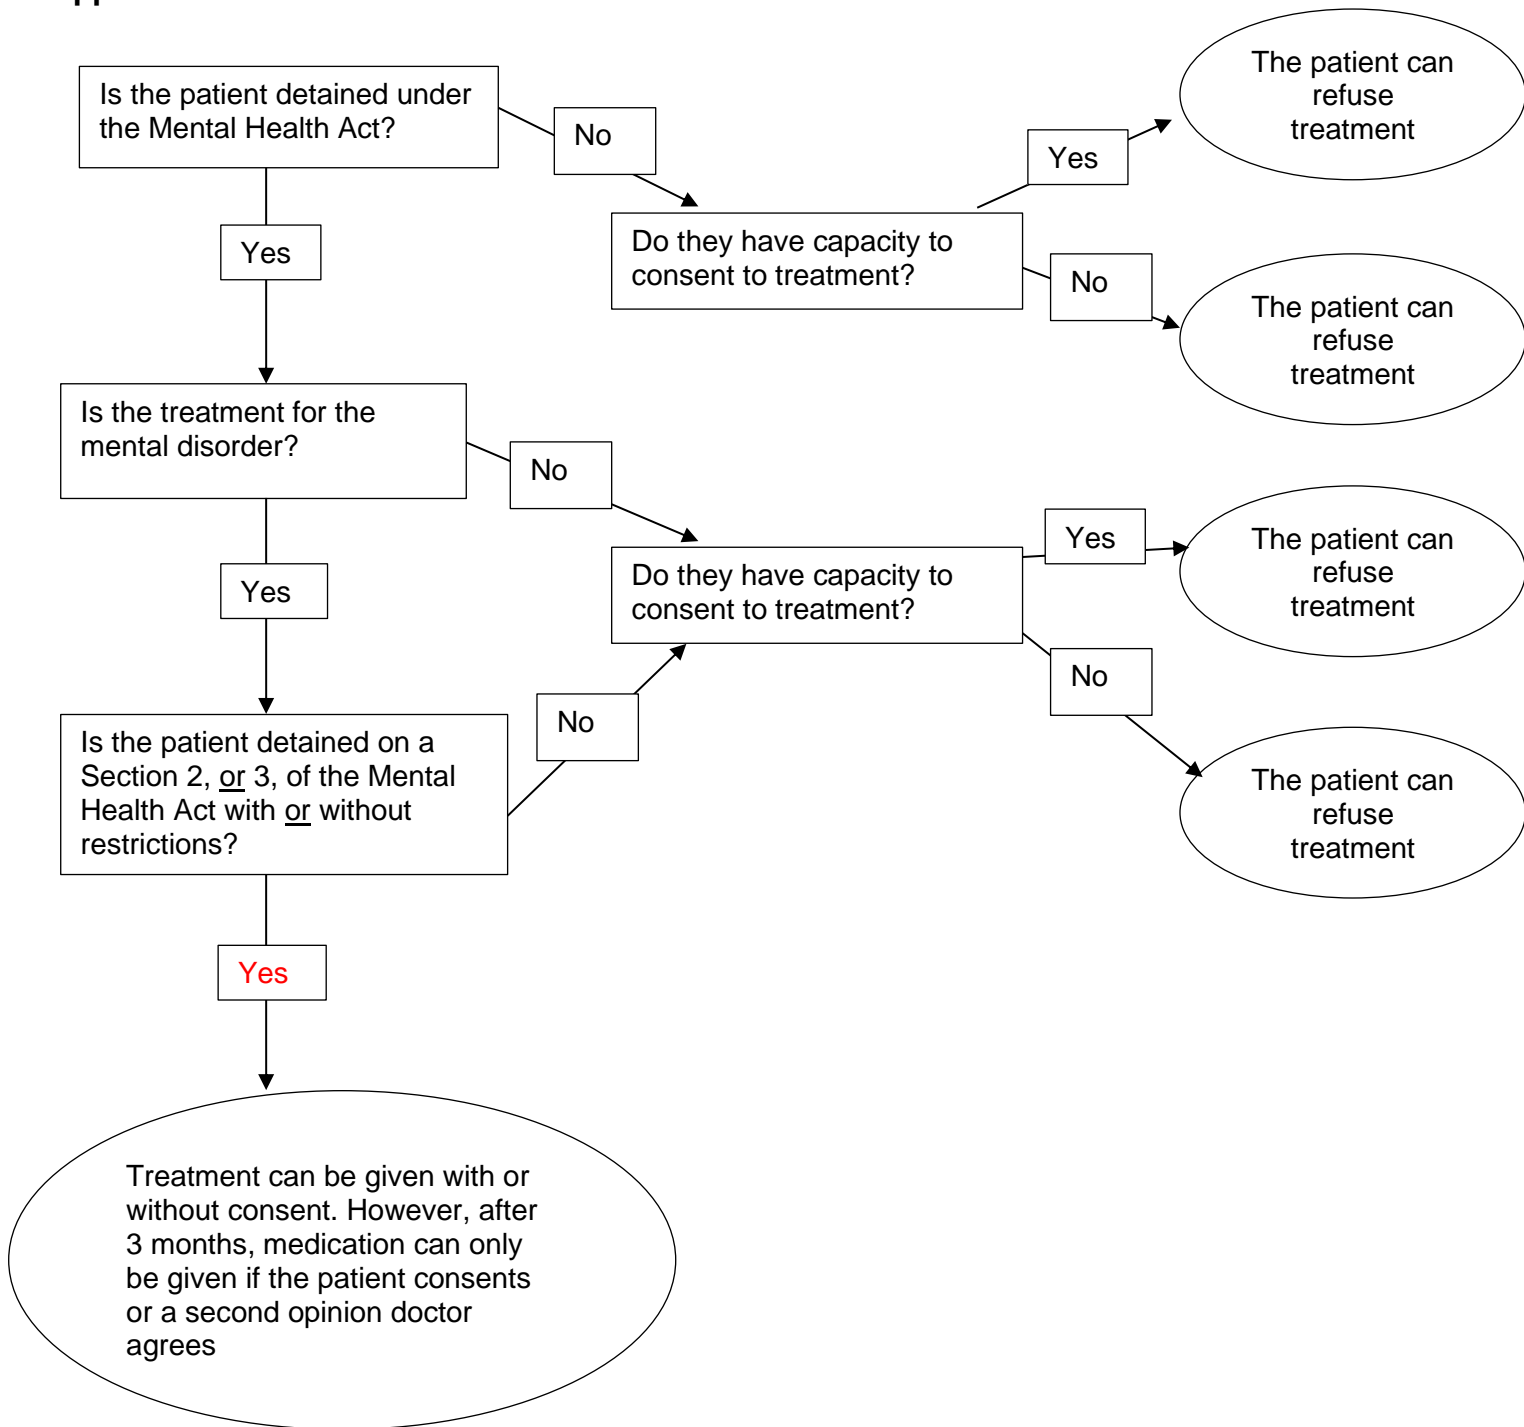 The patient can
refuse
treatment
Is the patient detained under
the Mental Health Act?
No
Yes
Do they have capacity to
consent to treatment?
Yes
No
The patient can
refuse
treatment
Is the treatment for the
mental disorder?
No
Yes
The patient can
refuse
treatment
Do they have capacity to
consent to treatment?
Yes
No
Is the patient detained on a
Section 2, or 3, of the Mental
Health Act with or without
restrictions?
No
The patient can
refuse
treatment
Yes
Treatment can be given with or
without consent. However, after
3 months, medication can only
be given if the patient consents
or a second opinion doctor
agrees